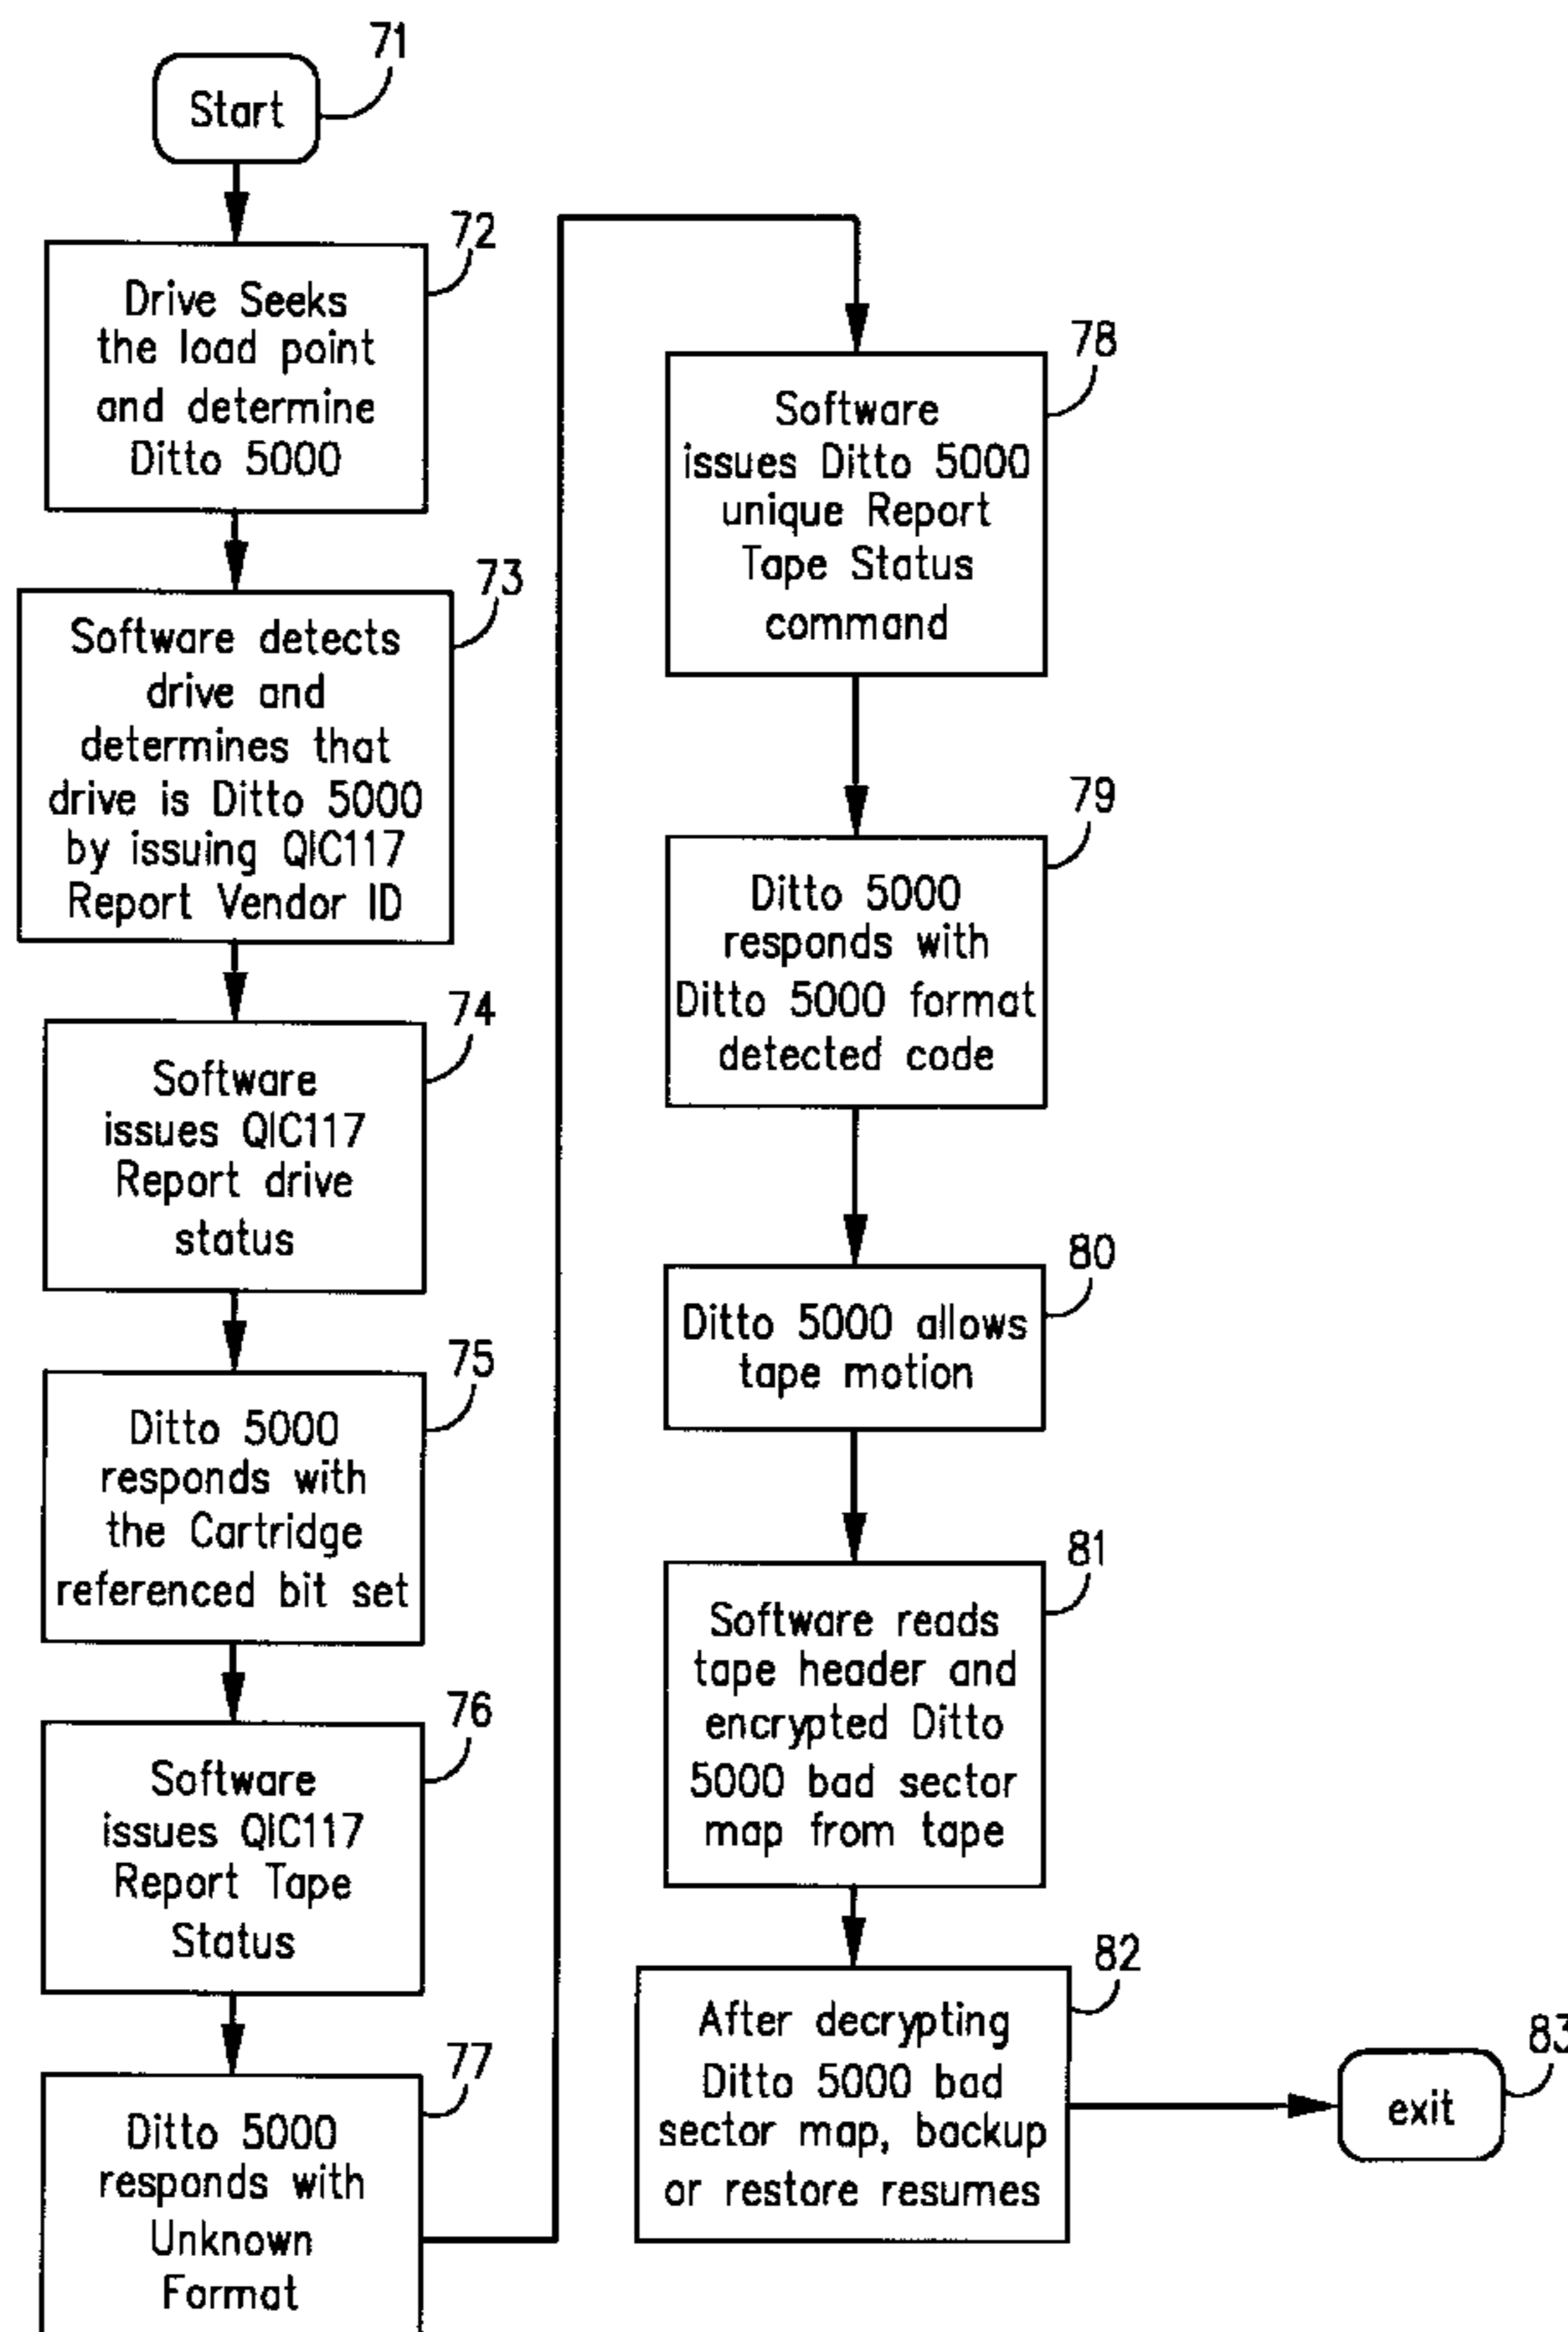 71
Start
72
Drive Seeks
the load point
and determine
Ditto 5000
73
Software detects
drive and
determines that
drive is Ditto 5000
by issuing QIC117
Report Vendor ID
74
Software
issues QIC117
Report drive
status
75
Ditto 5000
responds with
the Cartridge
referenced bit set
76
Software
issues QIC117
Report Tape
Status
77
Ditto 5000
responds with
Unknown
Format
78
Software
issues Ditto 5000
unique Report
Tape Status
command
79
Ditto 5000
responds with
Ditto 5000 format
detected code
80
Ditto 5000 allows
tape motion
81
Software reads
tape header and
encrypted Ditto
5000 bad sector
map from tape
82
After decrypting
Ditto 5000 bad
sector map, backup
or restore resumes
83
exit